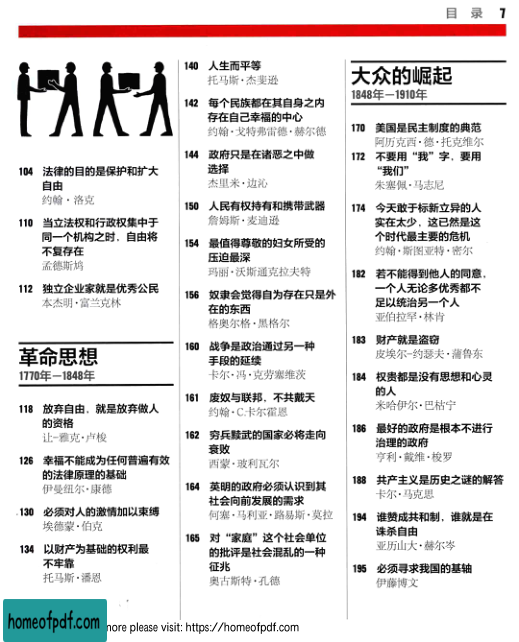 目 录 7
104 法律的目的是保护和扩大
自由
约翰·洛克
110 当立法权和行政权集中于
同一个机构之时，自由将
不复存在
孟德斯鸠
112 独立企业家就是优秀公民
本杰明·富兰克林
革命思想
1770年—1848年
118 放弃自由，就是放弃做人
的资格
让-雅克·卢梭
126 幸福不能成为任何普遍有效
的法律原理的基础
伊曼纽尔·康德
130 必须对人的激情加以束缚
埃德蒙·伯克
134 以财产为基础的权利最
不牢靠
托马斯·潘恩
140 人生而平等
托马斯·杰斐逊
142 每个民族都在其自身之内
存在自己幸福的中心
约翰·戈特弗雷德·赫尔德
144 政府只是在诸恶之中做
选择
杰里米·边沁
150 人民有权持有和携带武器
詹姆斯·麦迪逊
154 最值得尊敬的妇女所受的
压迫最深
玛丽·沃斯通克拉夫特
156 奴隶会觉得自为存在只是外
在的东西
格奥尔格·黑格尔
160 战争是政治通过另一种
手段的延续
卡尔·冯·克劳塞维茨
161 废奴与联邦，不共戴天
约翰·C.卡尔霍恩
162 穷兵黩武的国家必将走向
衰败
西蒙·玻利瓦尔
164 英明的政府必须认识到其
社会向前发展的需求
何塞·马利亚·路易斯·莫拉
165 对“家庭”这个社会单位
的批评是社会混乱的一种
征兆
奥古斯特·孔德
大众的崛起
1848年—1910年
170 美国是民主制度的典范
阿历克西·德·托克维尔
172 不要用“我”字，要用
“我们”
朱塞佩·马志尼
174 今天敢于标新立异的人
实在太少，这已然是这
个时代最主要的危机
约翰·斯图亚特·密尔
182 若不能得到他人的同意，
一个人无论多优秀都不
足以统治另一个人
亚伯拉罕·林肯
183 财产就是盗窃
皮埃尔-约瑟夫·蒲鲁东
184 权贵都是没有思想和心灵
的人
米哈伊尔·巴枯宁
186 最好的政府是根本不进行
治理的政府
亨利·戴维·梭罗
188 共产主义是历史之谜的解答
卡尔·马克思
194 谁赞成共和制，谁就是在
诛杀自由
亚历山大·赫尔岑
195 必须寻求我国的基轴
伊藤博文
homeofpdf.com
more please visit: https://homeofpdf.com